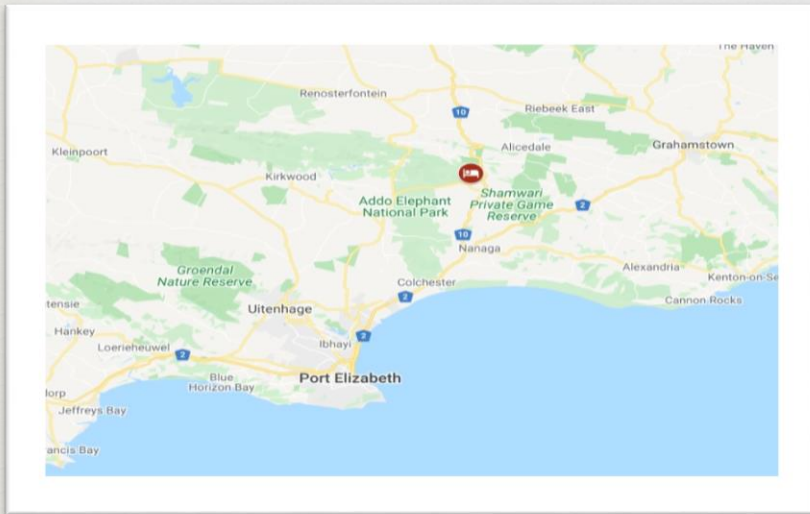 The Haven
Renosterfontein
10
Riebeek East
Kleinpoort
Alicedale
Grahamstown
Kirkwood
Addo Elephant
National Park
Shamwari
Private Game
Reserve
2
10
Nanaga
Groendal
Nature Reserve
Alexandria
Kenton-on-Se
Colchester
2
Cannon Rocks
tensie
Uitenhage
Hankey
Loerieheuwel
2
Ibhayi
2
Blue
Horizon Bay
Port Elizabeth
dorp
Jeffreys Bay
ancis Bay